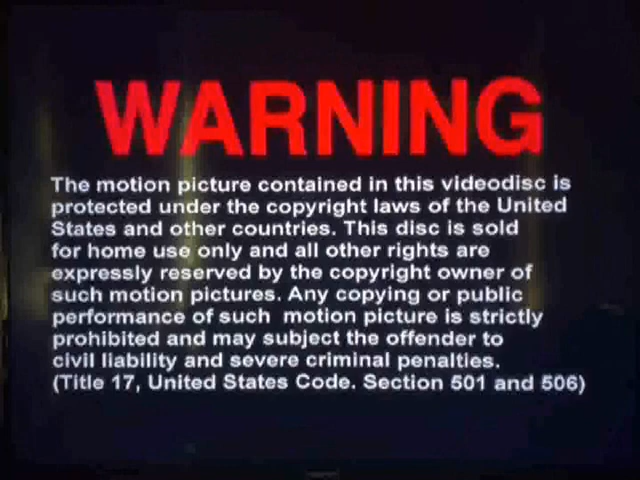 WARNING
The motion picture contained in this videodisc is
protected under the copyright laws of the United
States and other countries. This disc is sold
for home use only and all other rights are
expressly reserved by the copyright owner of
such motion pictures. Any copying or public
performance of such motion picture is strictly
prohibited and may subject the offender to
civil liability and severe criminal penalties.
(Title 17, United States Code. Section 501 and 506)